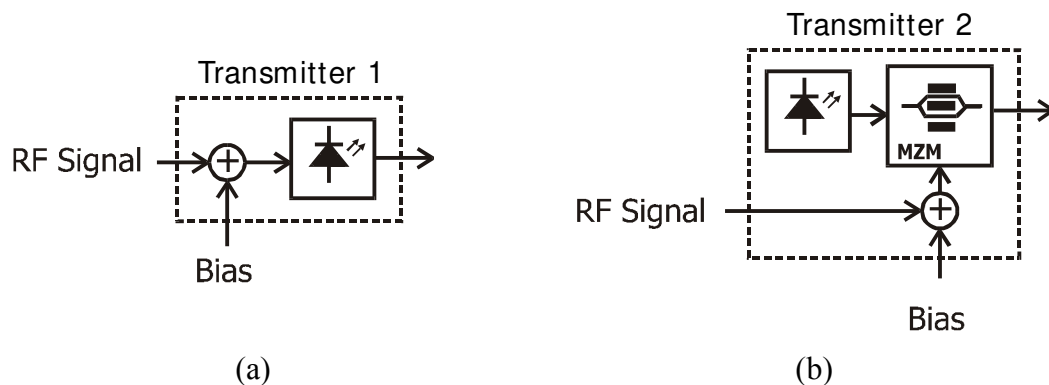 Transmitter 1
RF Signal
Bias
(a)
Transmitter 2
MZM
RF Signal
Bias
(b)